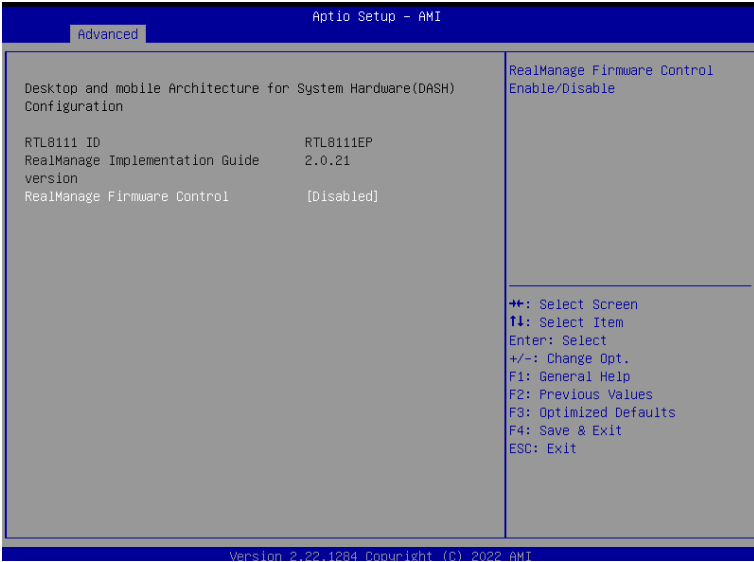 Aptio Setup – AMI
Advanced
Desktop and mobile Architecture for System Hardware(DASH)
Configuration
RTL8111 ID RTL8111EP
RealManage Implementation Guide 2.0.21
version
RealManage Firmware Control [Disabled]
RealManage Firmware Control
Enable/Disable
→←: Select Screen
↑↓: Select Item
Enter: Select
+/-: Change Opt.
F1: General Help
F2: Previous Values
F3: Optimized Defaults
F4: Save & Exit
ESC: Exit
Version 2.22.1284 Copyright (C) 2022 AMI